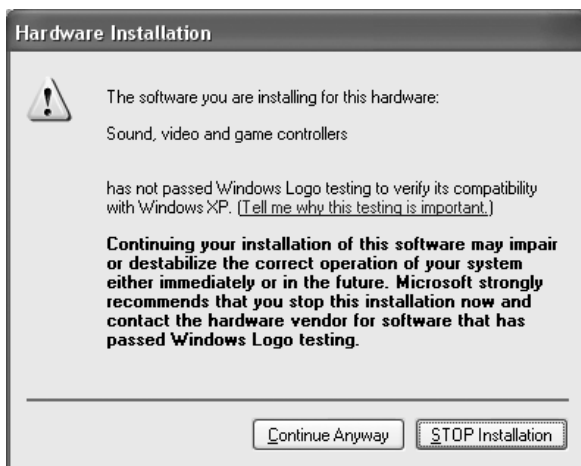 Hardware Installation
The software you are installing for this hardware:
Sound, video and game controllers
has not passed Windows Logo testing to verify its compatibility
with Windows XP. (Tell me why this testing is important.)
Continuing your installation of this software may impair
or destabilize the correct operation of your system
either immediately or in the future. Microsoft strongly
recommends that you stop this installation now and
contact the hardware vendor for software that has
passed Windows Logo testing.
Continue Anyway STOP Installation